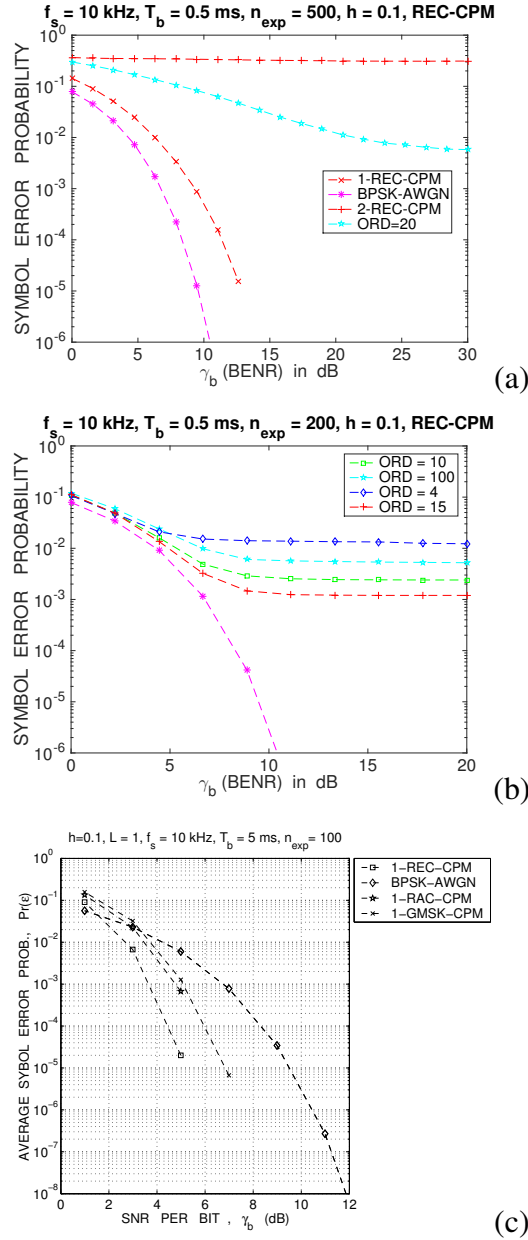 f_s = 10 kHz, T_b = 0.5 ms, n_exp = 500, h = 0.1, REC-CPM
10^0
10^-1
10^-2
10^-3
10^-4
10^-5
10^-6
SYMBOL ERROR PROBABILITY
1-REC-CPM
BPSK-AWGN
2-REC-CPM
ORD=20
0 5 10 15 20 25 30
γ_b (BENR) in dB
(a)
f_s = 10 kHz, T_b = 0.5 ms, n_exp = 200, h = 0.1, REC-CPM
10^0
10^-1
10^-2
10^-3
10^-4
10^-5
10^-6
SYMBOL ERROR PROBABILITY
ORD = 10
ORD = 100
ORD = 4
ORD = 15
0 5 10 15 20
γ_b (BENR) in dB
(b)
h=0.1, L = 1, f_s = 10 kHz, T_b = 5 ms, n_exp = 100
10^0
10^-1
10^-2
10^-3
10^-4
10^-5
10^-6
10^-7
10^-8
AVERAGE SYBOL ERROR PROB., Pr(ε)
1-REC-CPM
BPSK-AWGN
1-RAC-CPM
1-GMSK-CPM
0 2 4 6 8 10 12
SNR PER BIT , γ_b (dB)
(c)